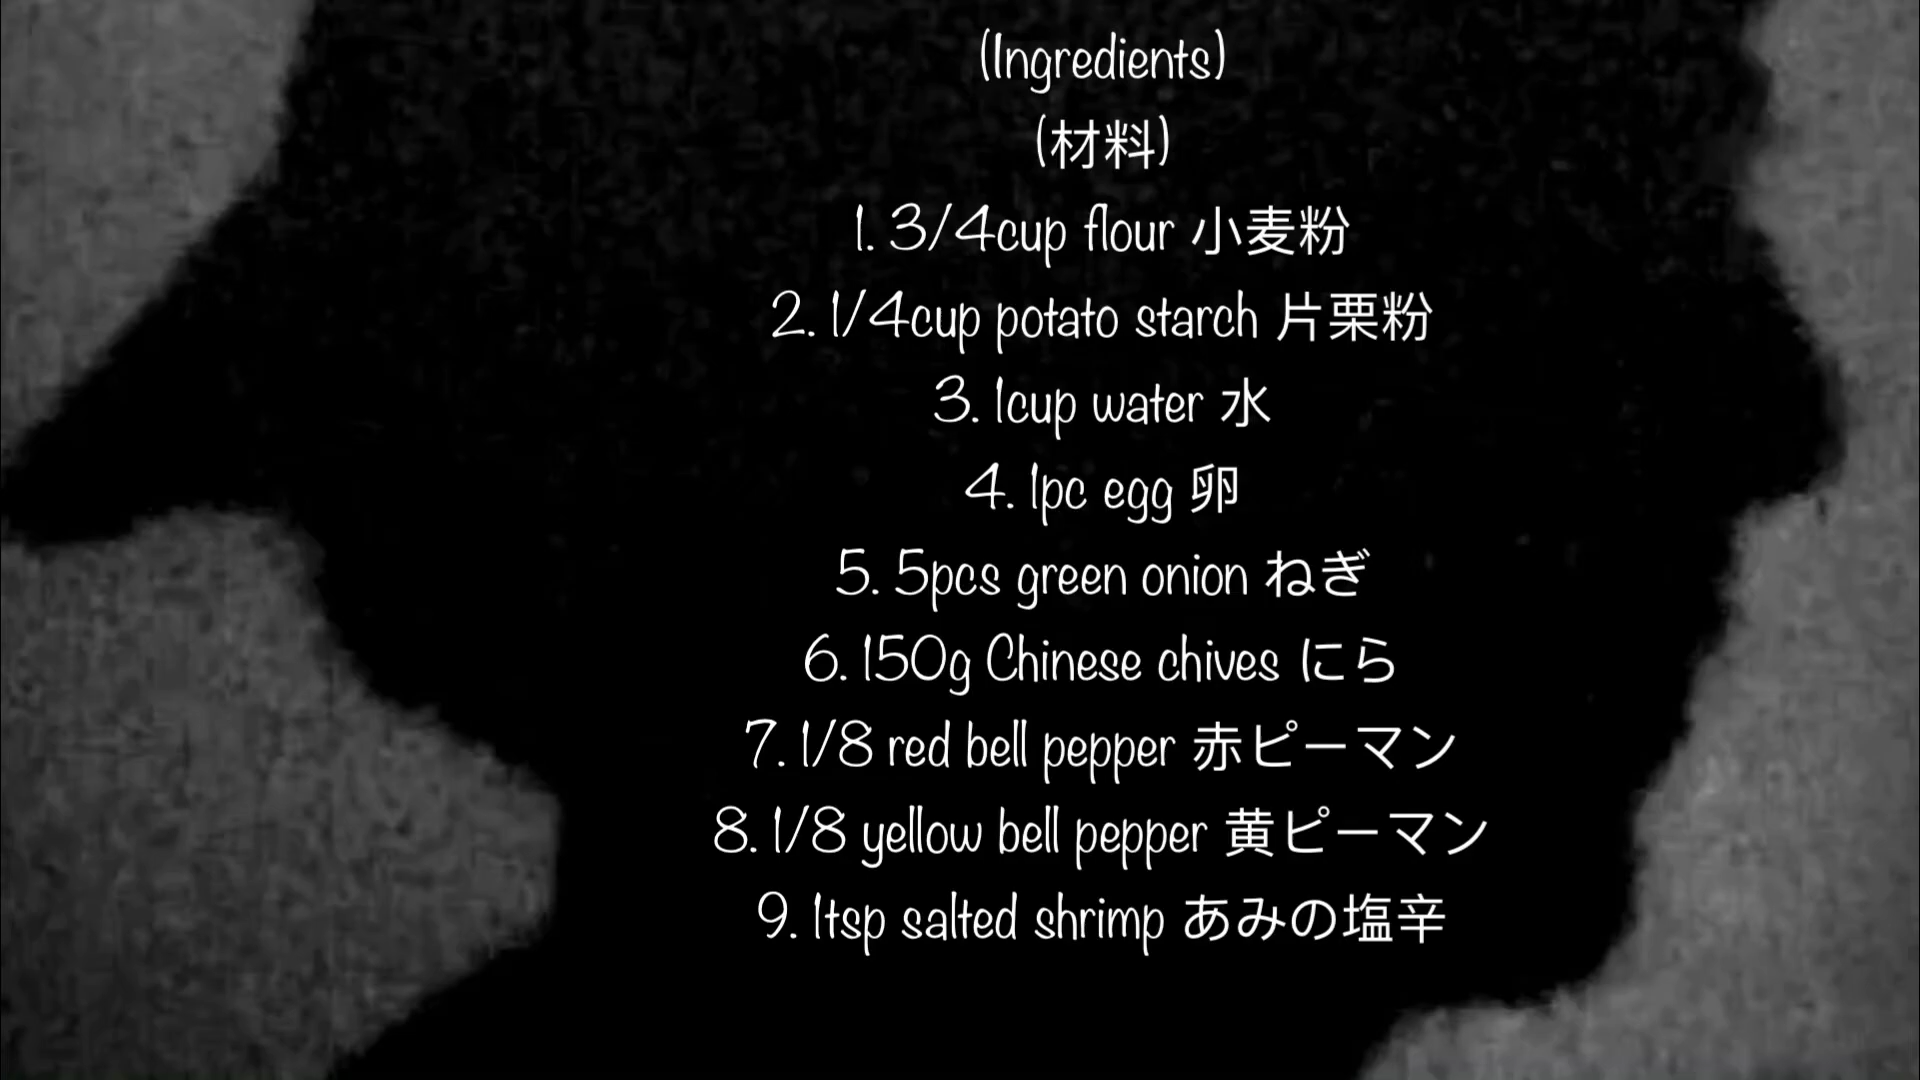 (Ingredients)
(材料)
1. 3/4cup flour 小麦粉
2. 1/4cup potato starch 片栗粉
3. 1cup water 水
4. 1pc egg 卵
5. 5pcs green onion ねぎ
6. 150g Chinese chives にら
7. 1/8 red bell pepper 赤ピーマン
8. 1/8 yellow bell pepper 黄ピーマン
9. 1tsp salted shrimp あみの塩辛